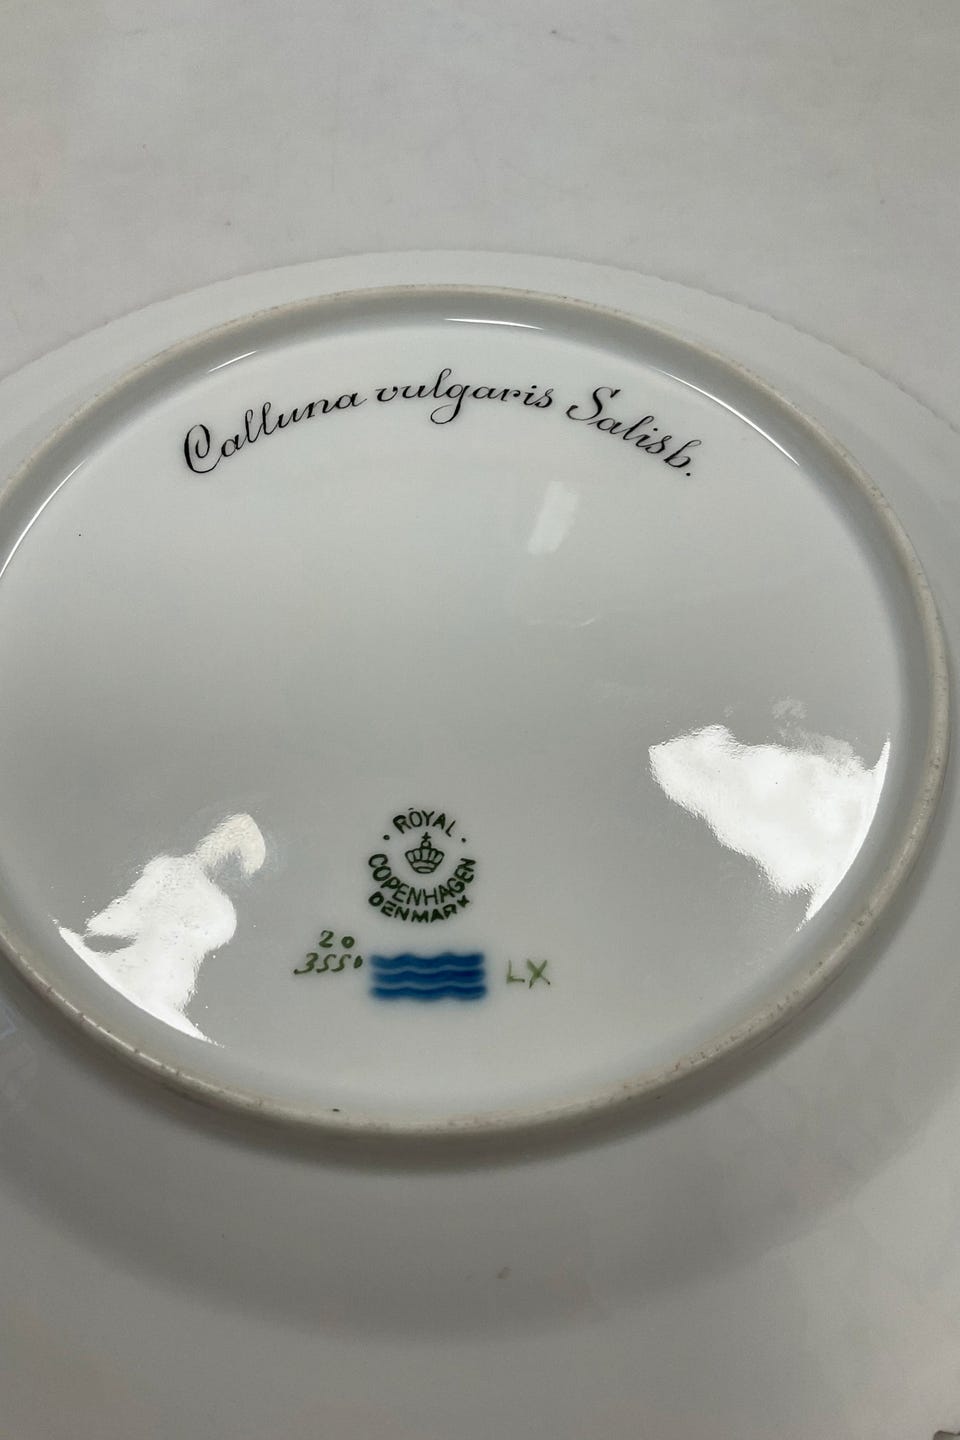 Calluna vulgaris Salisb.
· ROYAL ·
COPENHAGEN
DENMARK
20
3550
LX